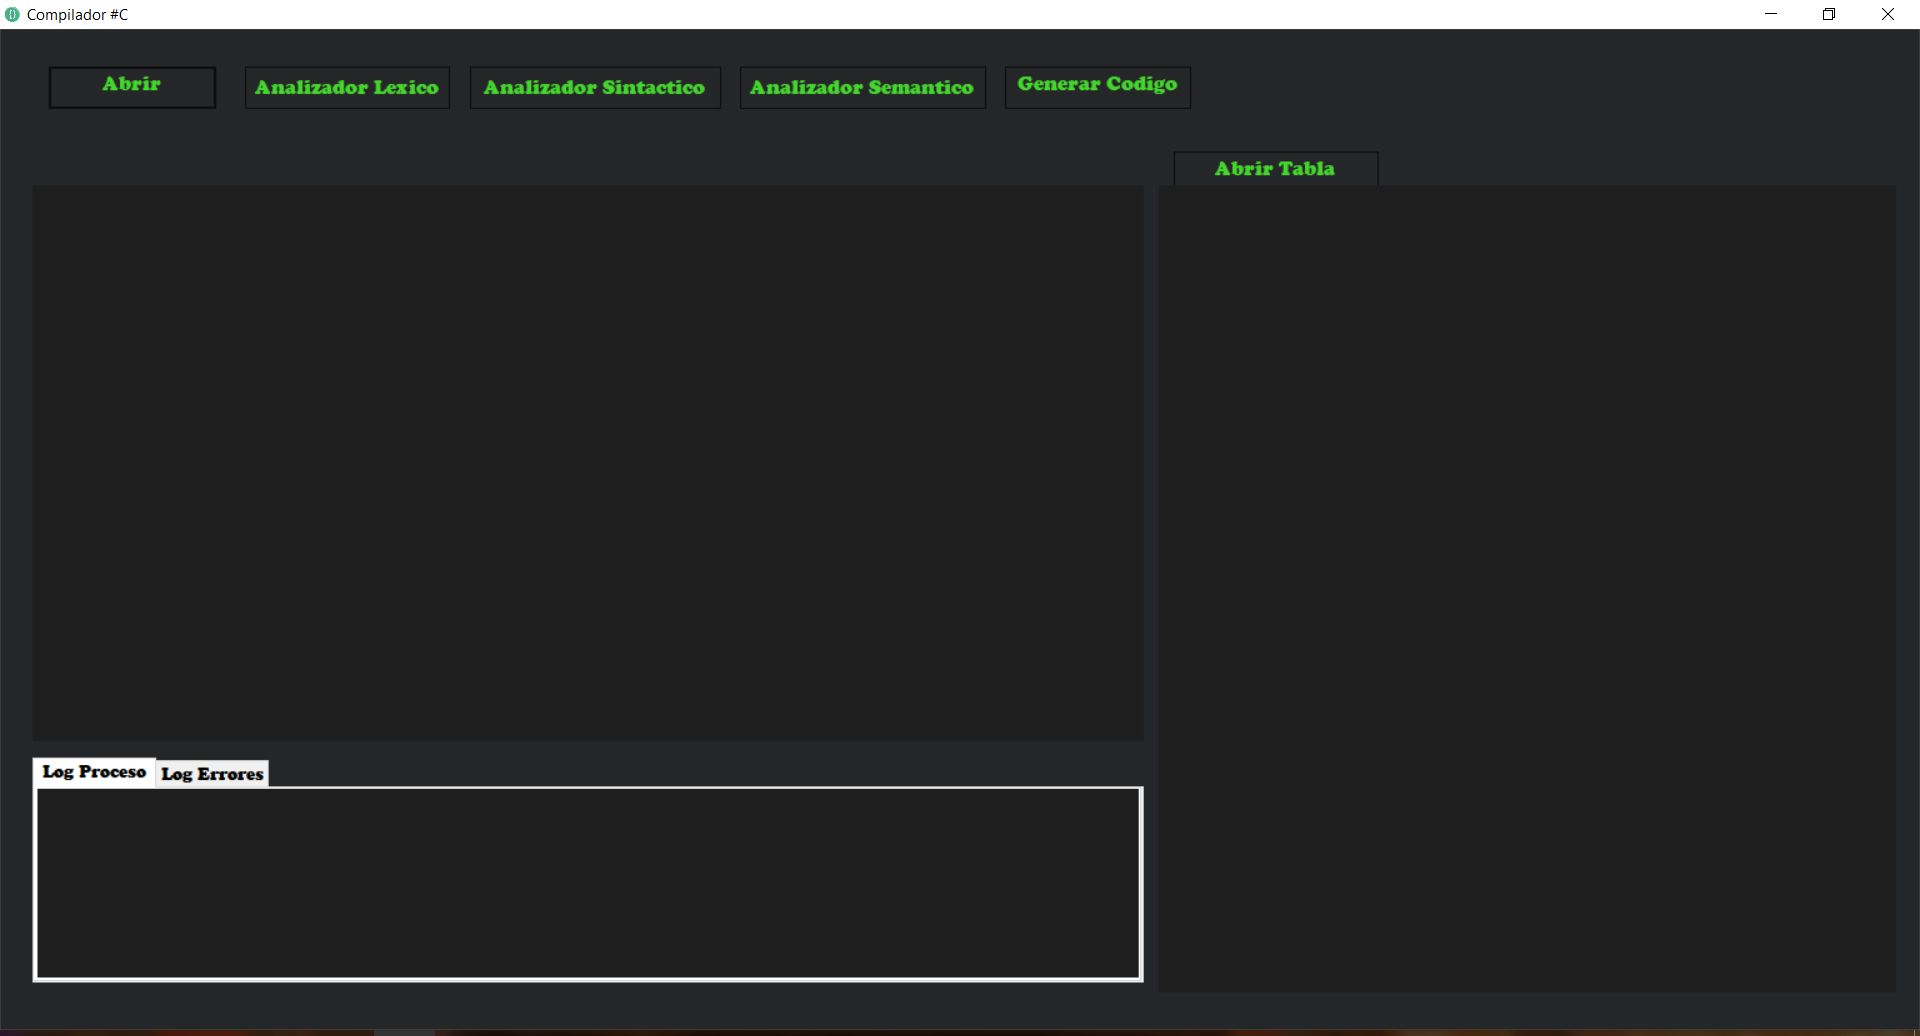 Compilador #C
Abrir
Analizador Lexico
Analizador Sintactico
Analizador Semantico
Generar Codigo
Abrir Tabla
Log Proceso
Log Errores